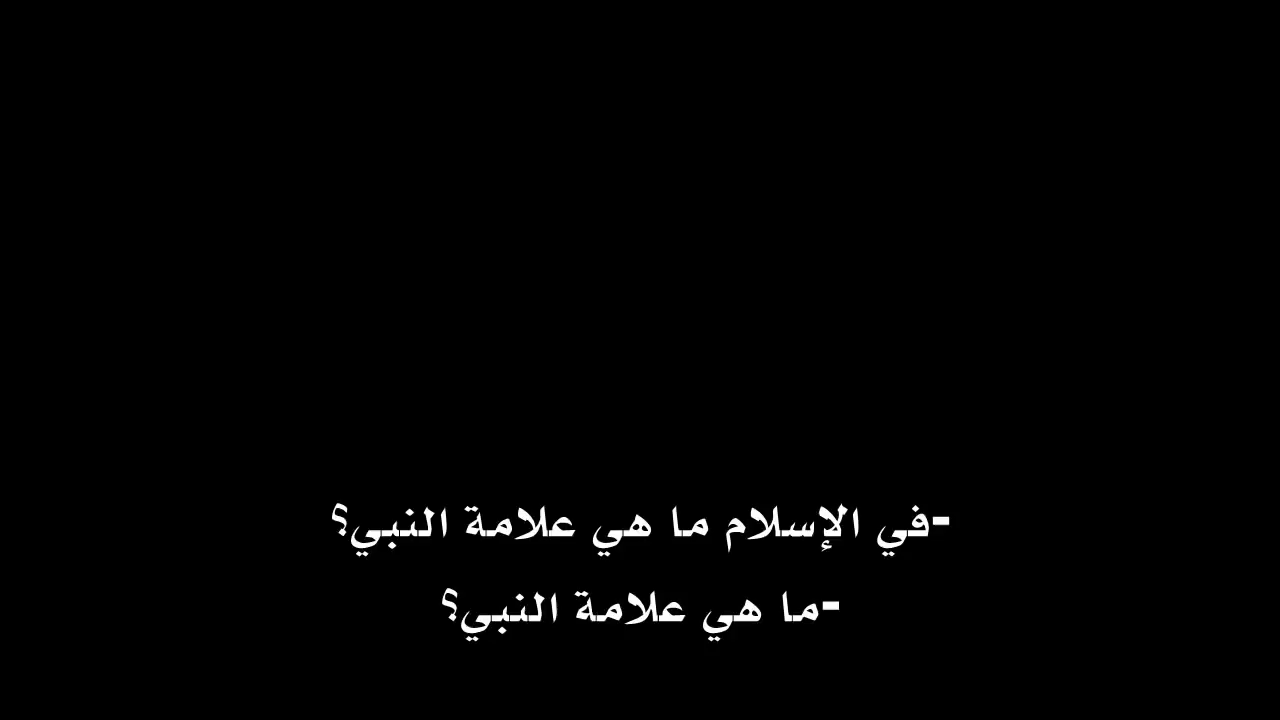 -في الإسلام ما هي علامة النبي؟
-ما هي علامة النبي؟